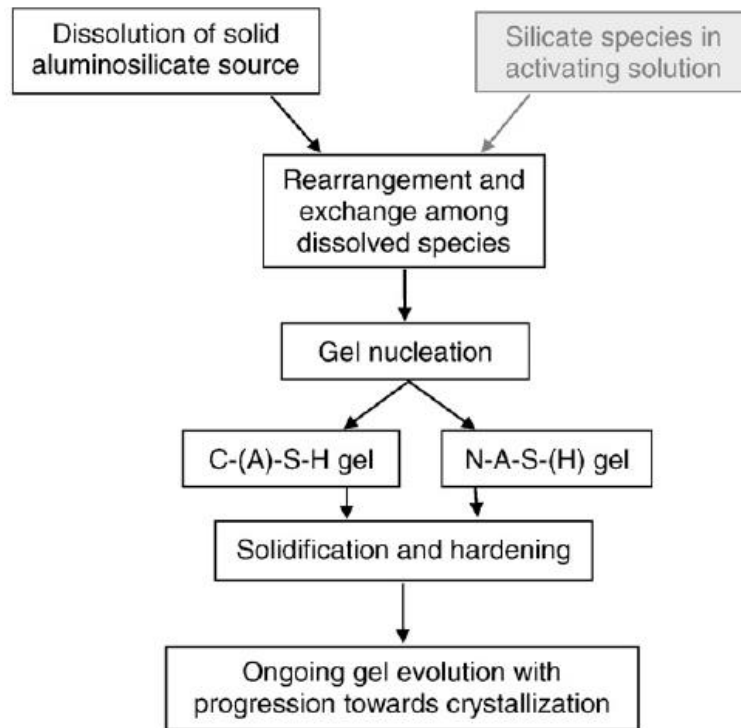 Dissolution of solid
aluminosilicate source
Silicate species in
activating solution
Rearrangement and
exchange among
dissolved species
Gel nucleation
C-(A)-S-H gel
N-A-S-(H) gel
Solidification and hardening
Ongoing gel evolution with
progression towards crystallization